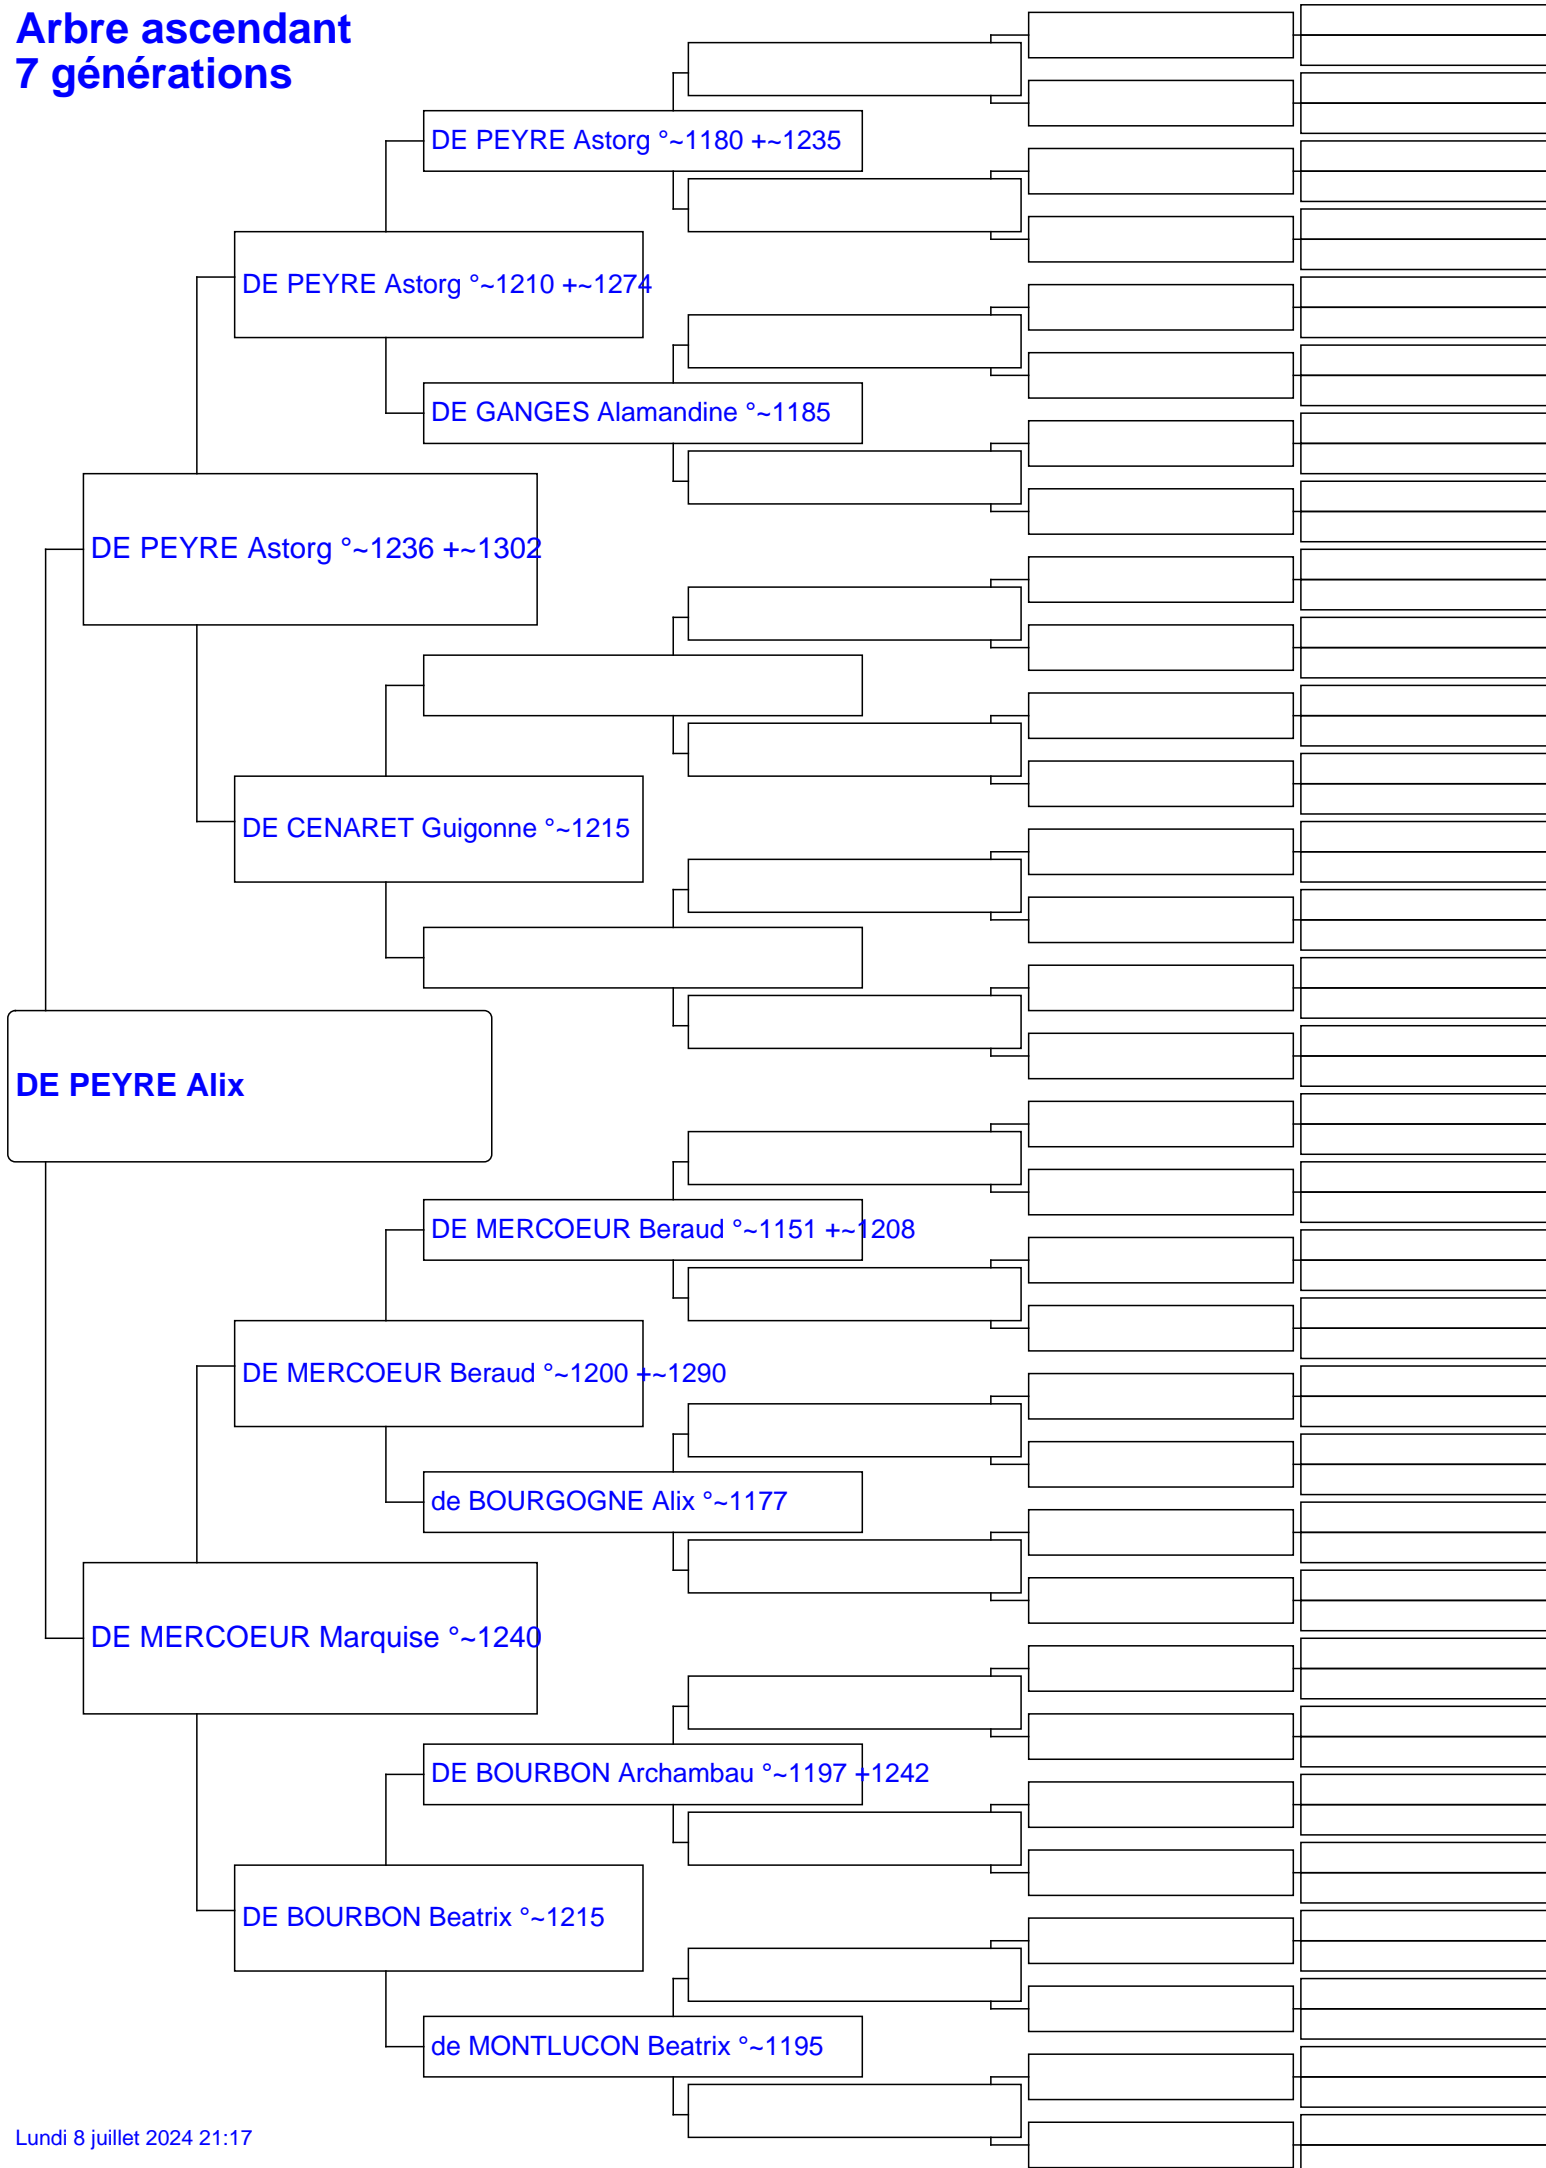 Arbre ascendant
7 générations
DE PEYRE Astorg °~1180 +~1235
DE PEYRE Astorg °~1210 +~1274
DE GANGES Alamandine °~1185
DE PEYRE Astorg °~1236 +~1302
DE CENARET Guigonne °~1215
DE PEYRE Alix
DE MERCOEUR Beraud °~1151 +~1208
DE MERCOEUR Beraud °~1200 +~1290
de BOURGOGNE Alix °~1177
DE MERCOEUR Marquise °~1240
DE BOURBON Archambau °~1197 +1242
DE BOURBON Beatrix °~1215
de MONTLUCON Beatrix °~1195
Lundi 8 juillet 2024 21:17